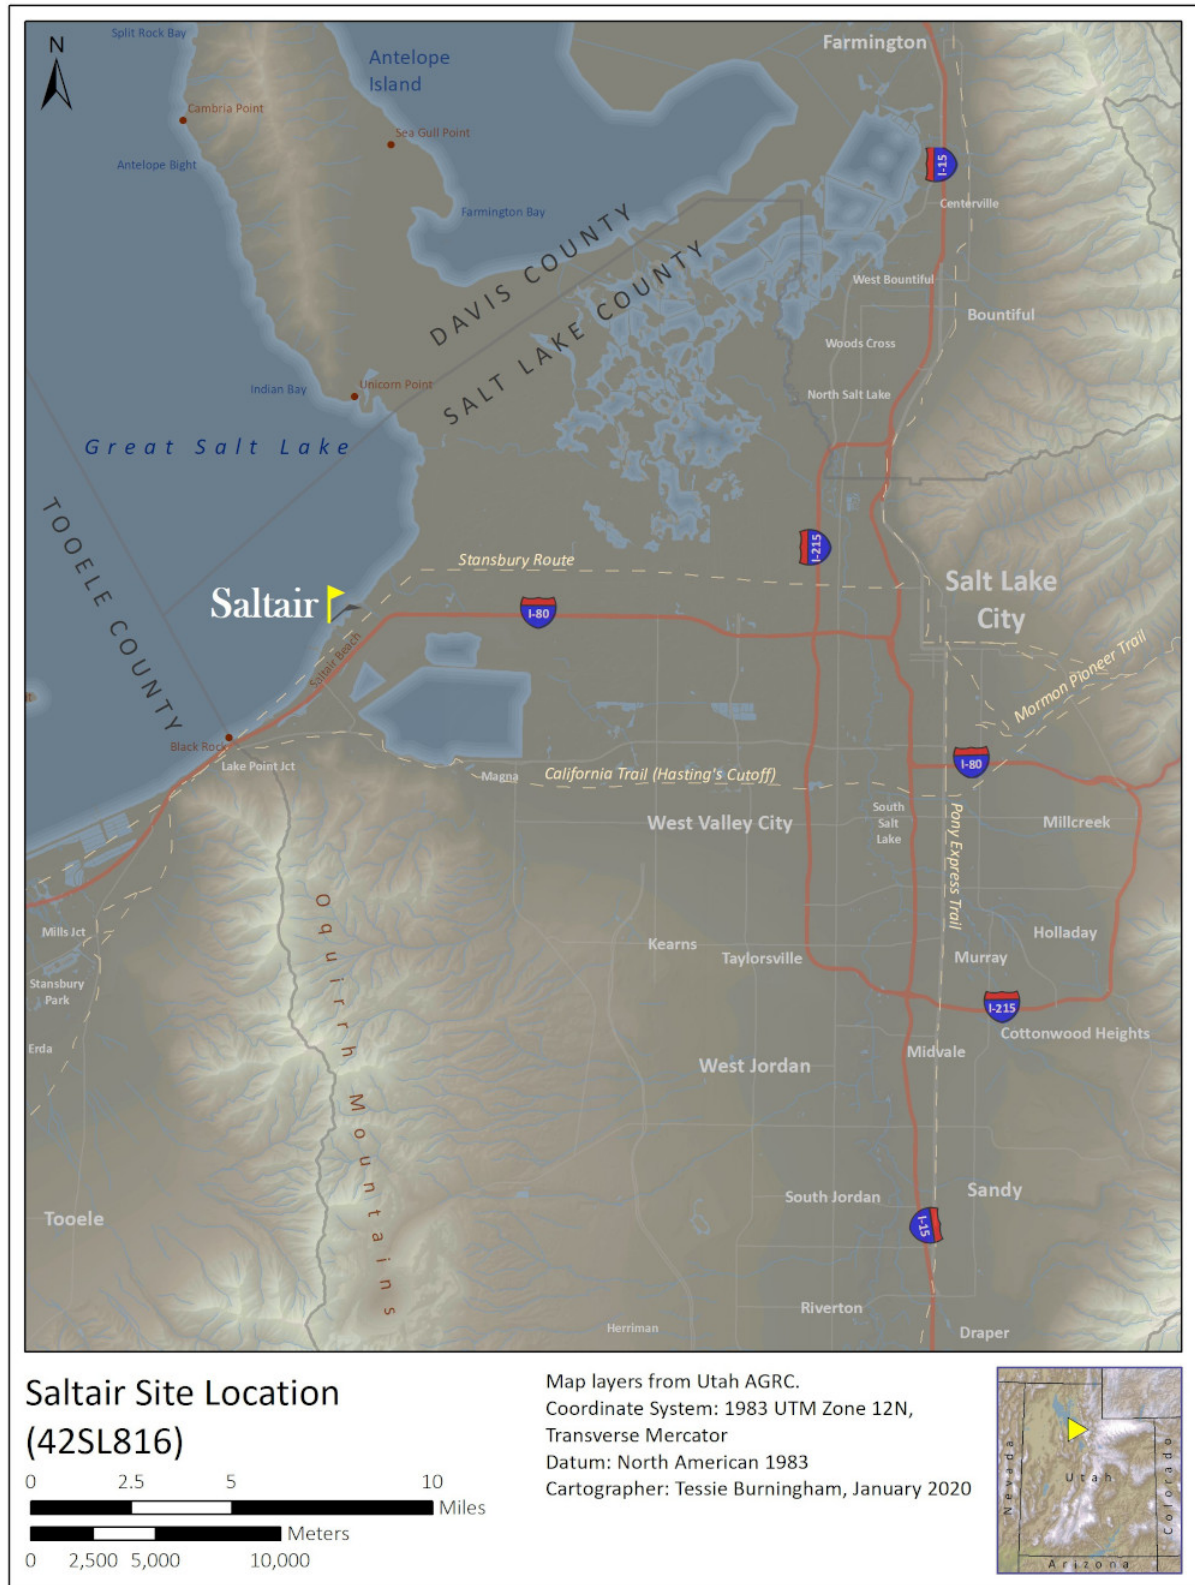 N
Split Rock Bay
Antelope
Island
Farmington
Cambria Point
Sea Gull Point
Antelope Bight
I-15
Farmington Bay
Centerville
DAVIS COUNTY
SALT LAKE COUNTY
West Bountiful
Bountiful
Woods Cross
Indian Bay
Unicorn Point
North Salt Lake
Great Salt Lake
TOOELE COUNTY
I-215
Stansbury Route
Salt Lake
City
Saltair
I-80
Saltair Beach
Mormon Pioneer Trail
Black Rock
Lake Point Jct
Magna
California Trail (Hasting's Cutoff)
I-80
West Valley City
South
Salt
Lake
Pony Express Trail
Millcreek
Oquirrh Mountains
Mills Jct
Kearns
Taylorsville
Murray
Holladay
Stansbury
Park
I-215
Cottonwood Heights
Erda
Midvale
West Jordan
South Jordan
Sandy
Tooele
I-15
Riverton
Herriman
Draper
Saltair Site Location
(42SL816)
0 2.5 5 10
Miles
Meters
0 2,500 5,000 10,000
Map layers from Utah AGRC.
Coordinate System: 1983 UTM Zone 12N,
Transverse Mercator
Datum: North American 1983
Cartographer: Tessie Burningham, January 2020
Nevada
Utah
Colorado
Arizona